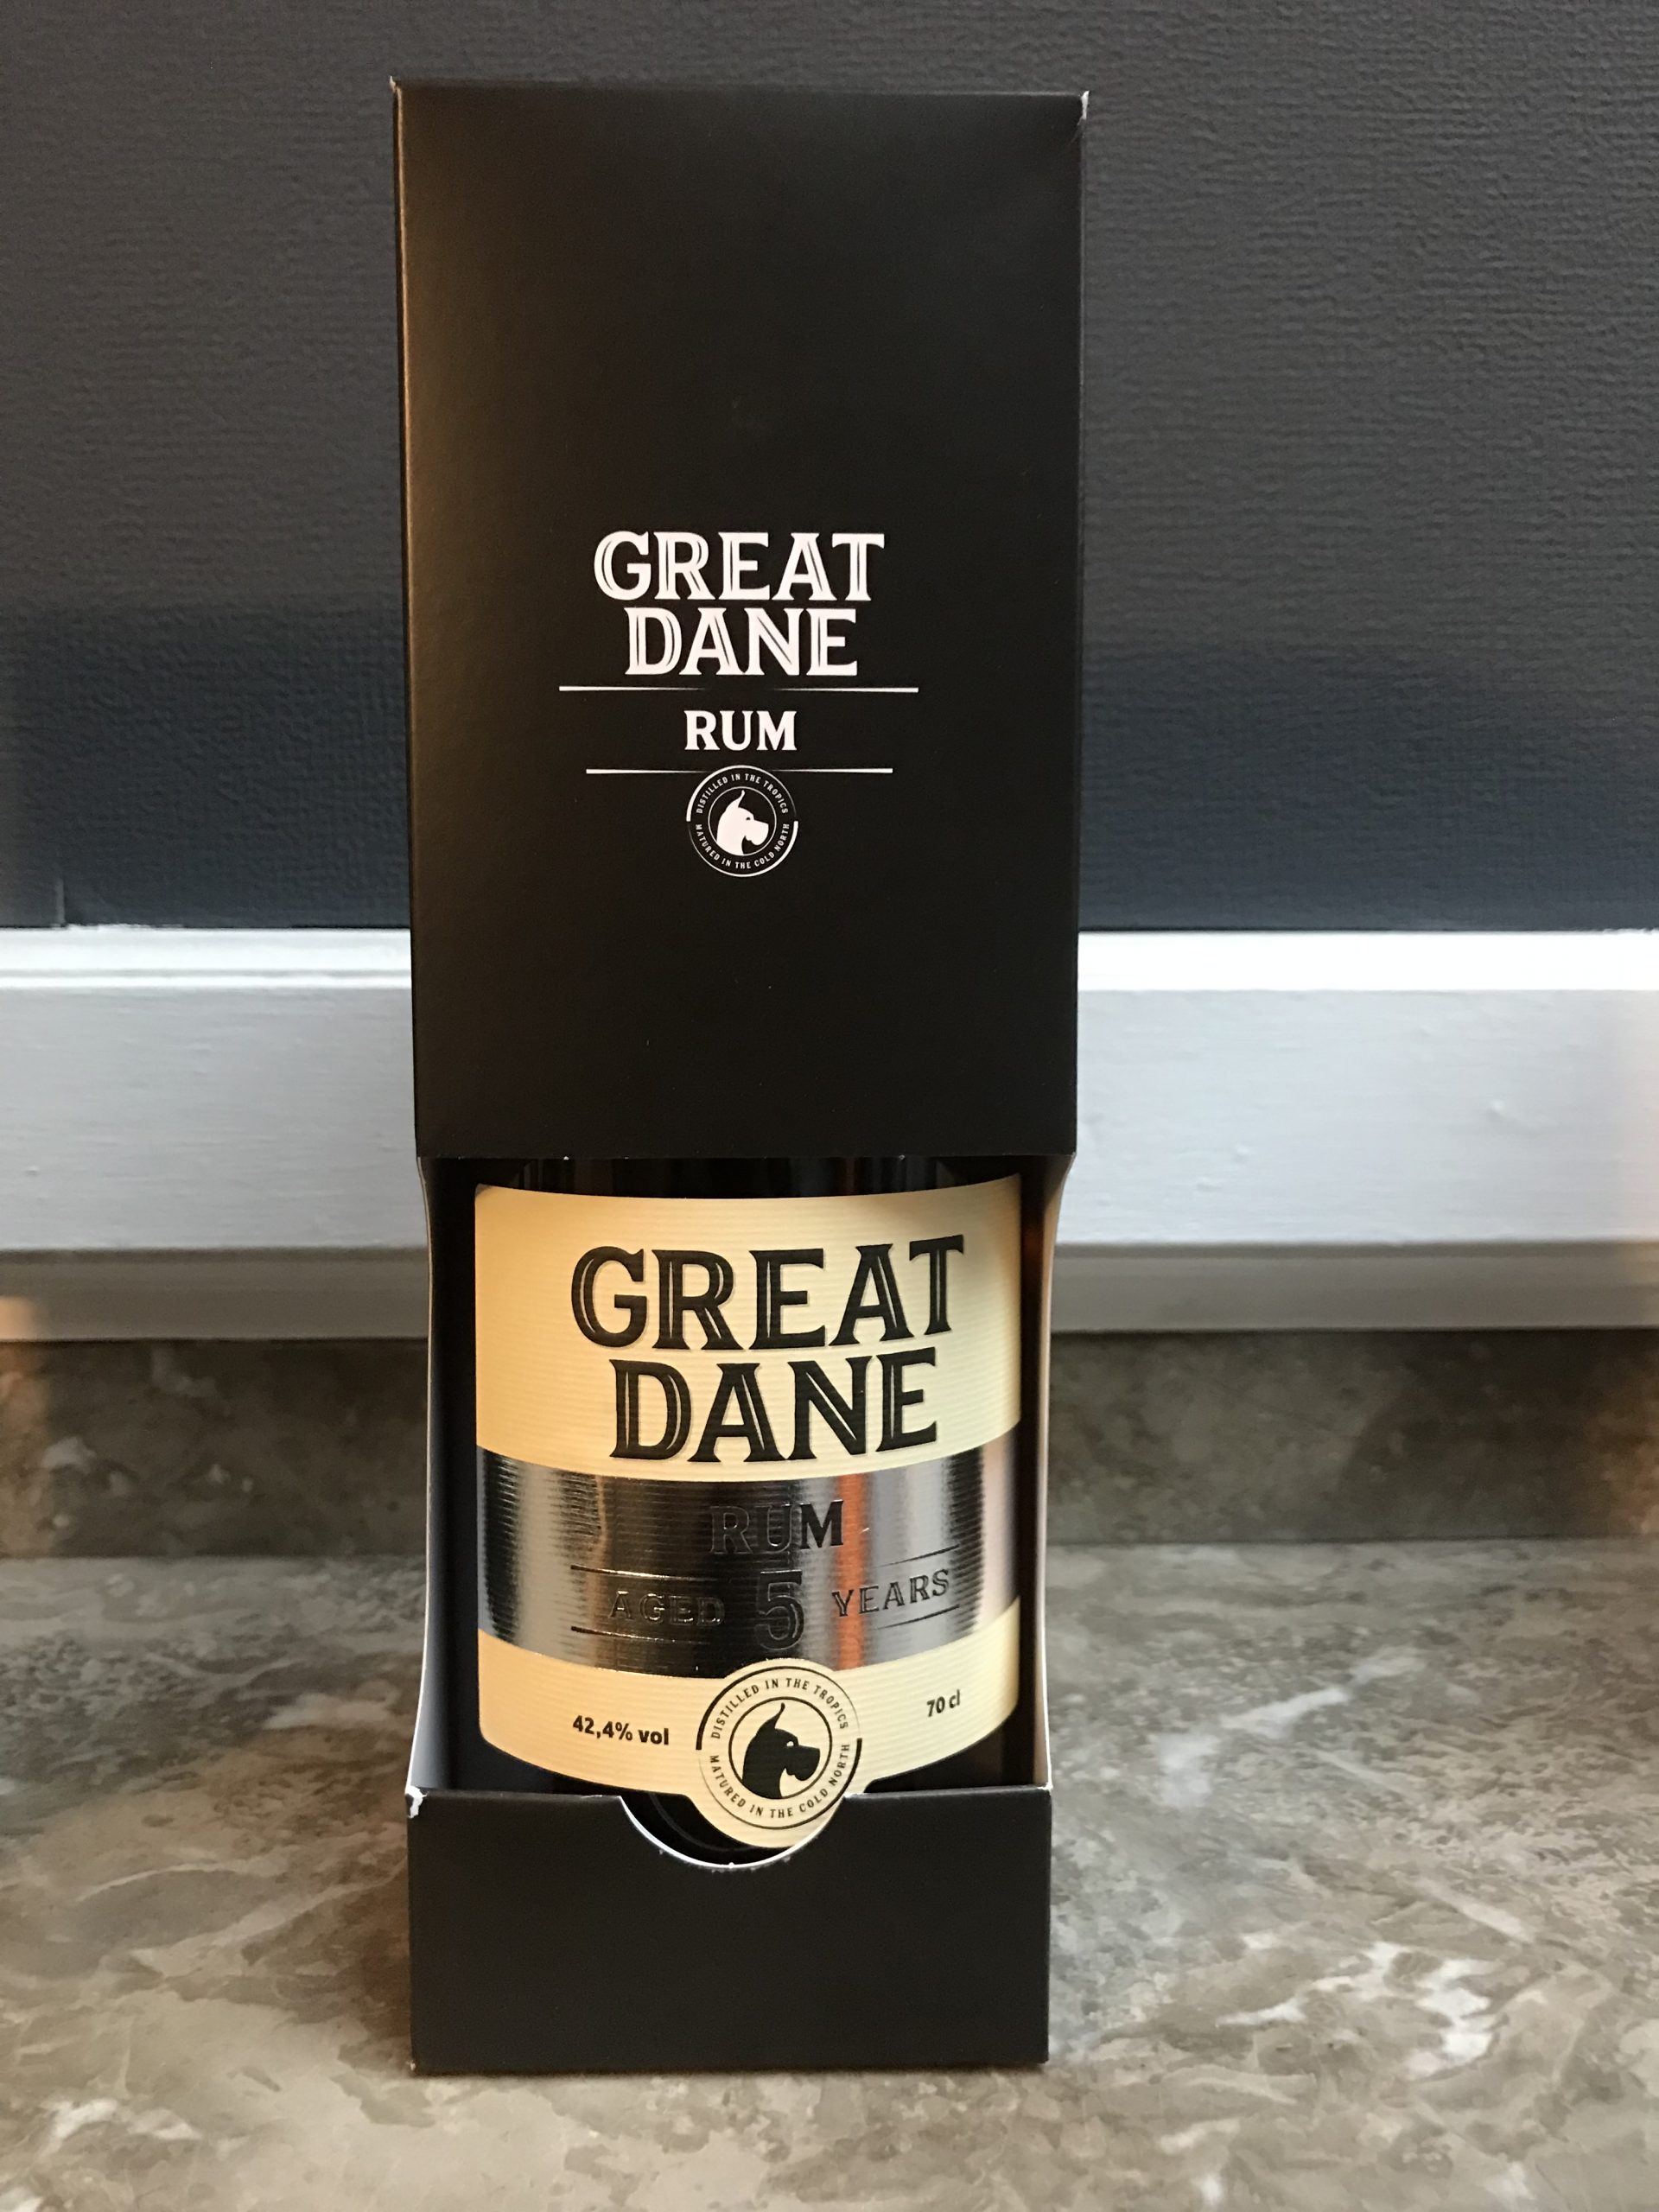 GREAT
DANE
RUM
DISTILLED IN THE TROPICS
MATURED IN THE COLD NORTH
GREAT
DANE
RUM
AGED 5 YEARS
42,4% vol
70 cl
DISTILLED IN THE TROPICS
MATURED IN THE COLD NORTH